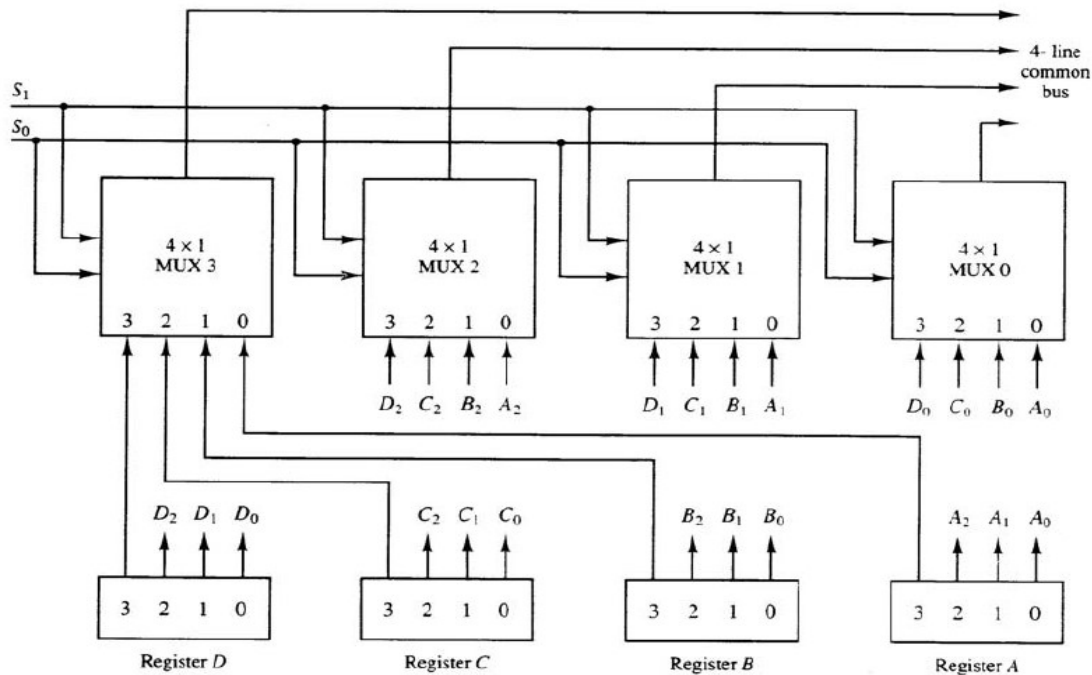 4- line
common
bus
S₁
S₀
4 × 1
MUX 3
3 2 1 0
4 × 1
MUX 2
3 2 1 0
4 × 1
MUX 1
3 2 1 0
4 × 1
MUX 0
3 2 1 0
D₂ C₂ B₂ A₂
D₁ C₁ B₁ A₁
D₀ C₀ B₀ A₀
D₂ D₁ D₀
C₂ C₁ C₀
B₂ B₁ B₀
A₂ A₁ A₀
3 2 1 0
3 2 1 0
3 2 1 0
3 2 1 0
Register D
Register C
Register B
Register A